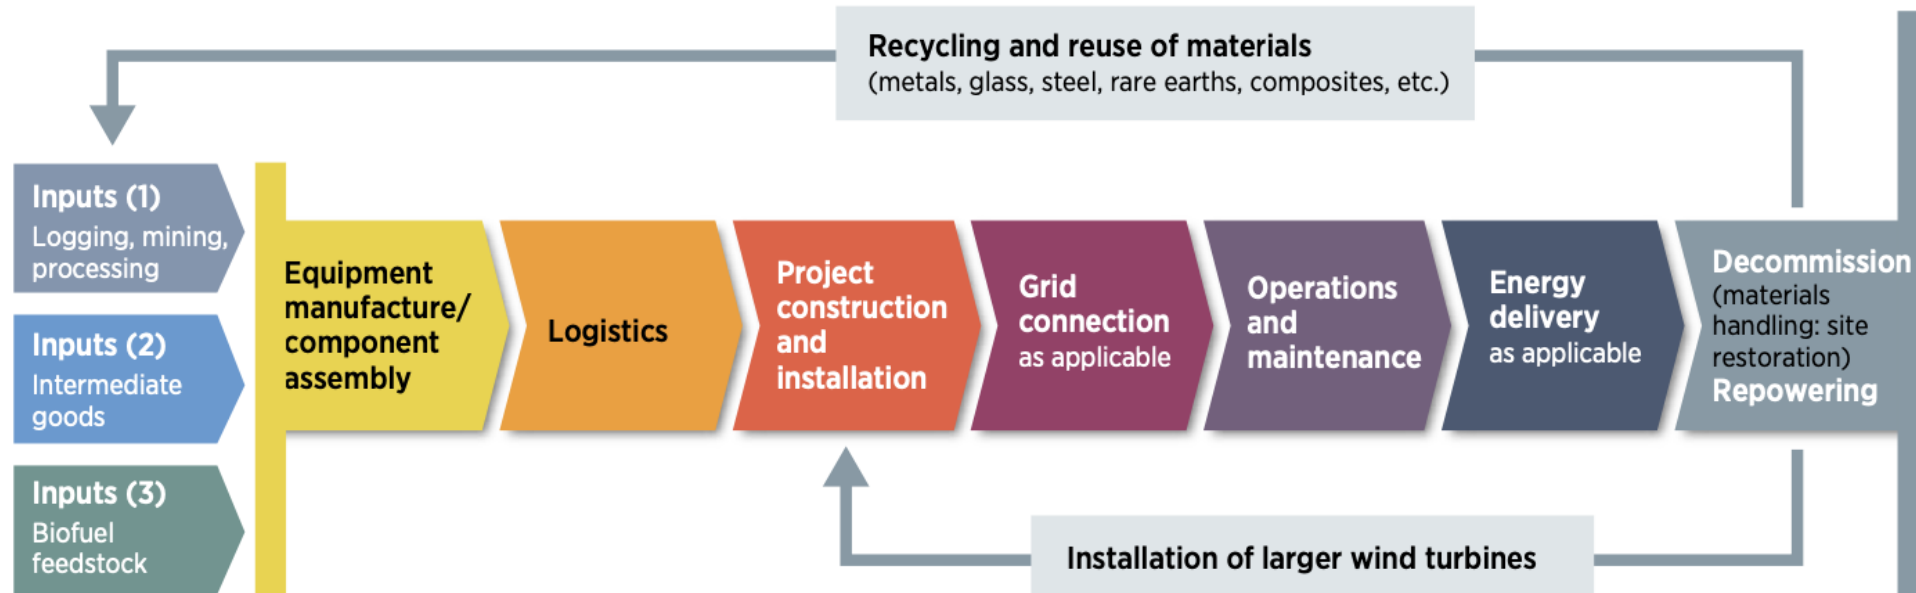 Recycling and reuse of materials
(metals, glass, steel, rare earths, composites, etc.)
Inputs (1)
Logging, mining,
processing
Inputs (2)
Intermediate
goods
Inputs (3)
Biofuel
feedstock
Equipment
manufacture/
component
assembly
Logistics
Project
construction
and
installation
Grid
connection
as applicable
Operations
and
maintenance
Energy
delivery
as applicable
Decommission
(materials
handling: site
restoration)
Repowering
Installation of larger wind turbines